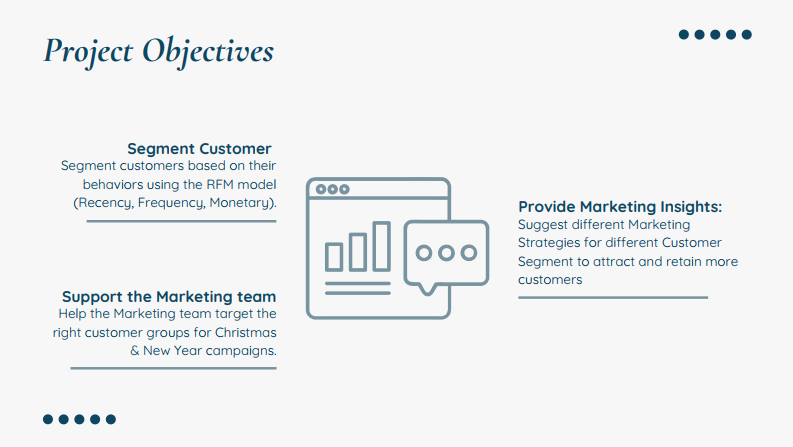 Project Objectives
Segment Customer
Segment customers based on their
behaviors using the RFM model
(Recency, Frequency, Monetary).
Support the Marketing team
Help the Marketing team target the
right customer groups for Christmas
& New Year campaigns.
Provide Marketing Insights:
Suggest different Marketing
Strategies for different Customer
Segment to attract and retain more
customers